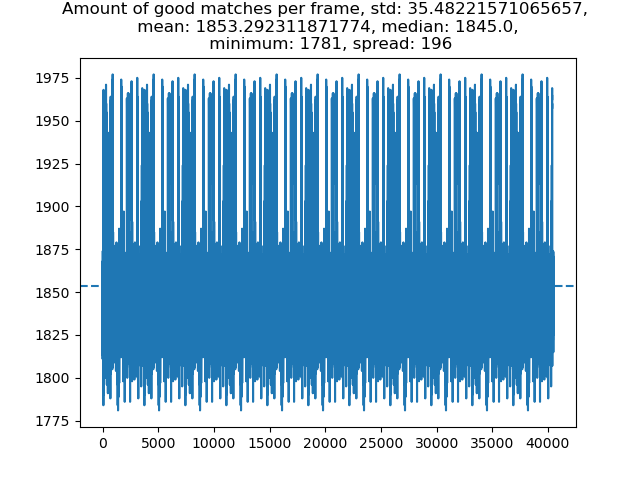 Amount of good matches per frame, std: 35.48221571065657,
mean: 1853.292311871774, median: 1845.0,
minimum: 1781, spread: 196
1975
1950
1925
1900
1875
1850
1825
1800
1775
0 5000 10000 15000 20000 25000 30000 35000 40000